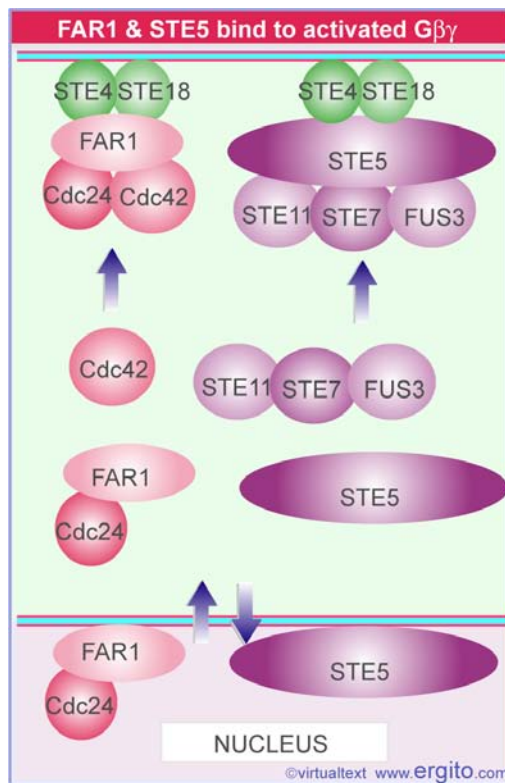 FAR1 & STE5 bind to activated Gβγ
STE4 STE18 STE4 STE18
FAR1 STE5
Cdc24 Cdc42 STE11 STE7 FUS3
Cdc42 STE11 STE7 FUS3
FAR1 STE5
Cdc24
FAR1 STE5
Cdc24
NUCLEUS
©virtualtext www.ergito.com